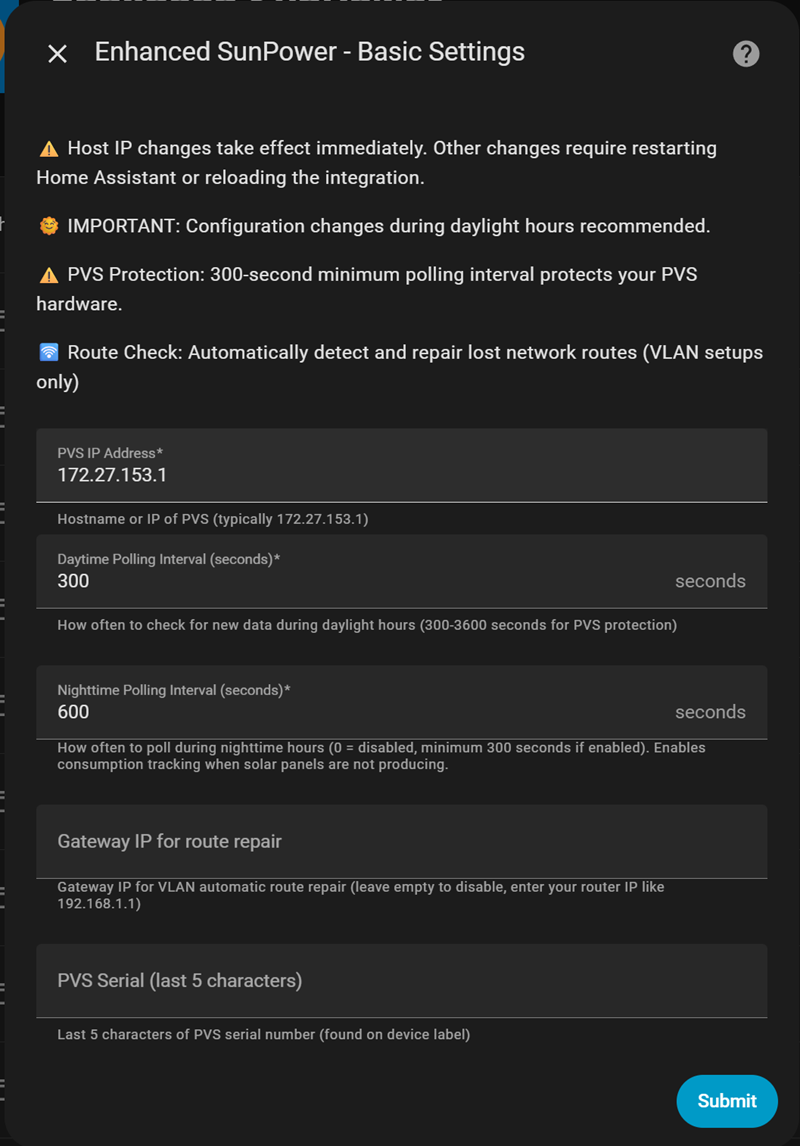 Enhanced SunPower - Basic Settings
?
⚠️ Host IP changes take effect immediately. Other changes require restarting
Home Assistant or reloading the integration.
🌞 IMPORTANT: Configuration changes during daylight hours recommended.
⚠️ PVS Protection: 300-second minimum polling interval protects your PVS
hardware.
🛜 Route Check: Automatically detect and repair lost network routes (VLAN setups
only)
PVS IP Address*
172.27.153.1
Hostname or IP of PVS (typically 172.27.153.1)
Daytime Polling Interval (seconds)*
300 seconds
How often to check for new data during daylight hours (300-3600 seconds for PVS protection)
Nighttime Polling Interval (seconds)*
600 seconds
How often to poll during nighttime hours (0 = disabled, minimum 300 seconds if enabled). Enables
consumption tracking when solar panels are not producing.
Gateway IP for route repair
Gateway IP for VLAN automatic route repair (leave empty to disable, enter your router IP like
192.168.1.1)
PVS Serial (last 5 characters)
Last 5 characters of PVS serial number (found on device label)
Submit